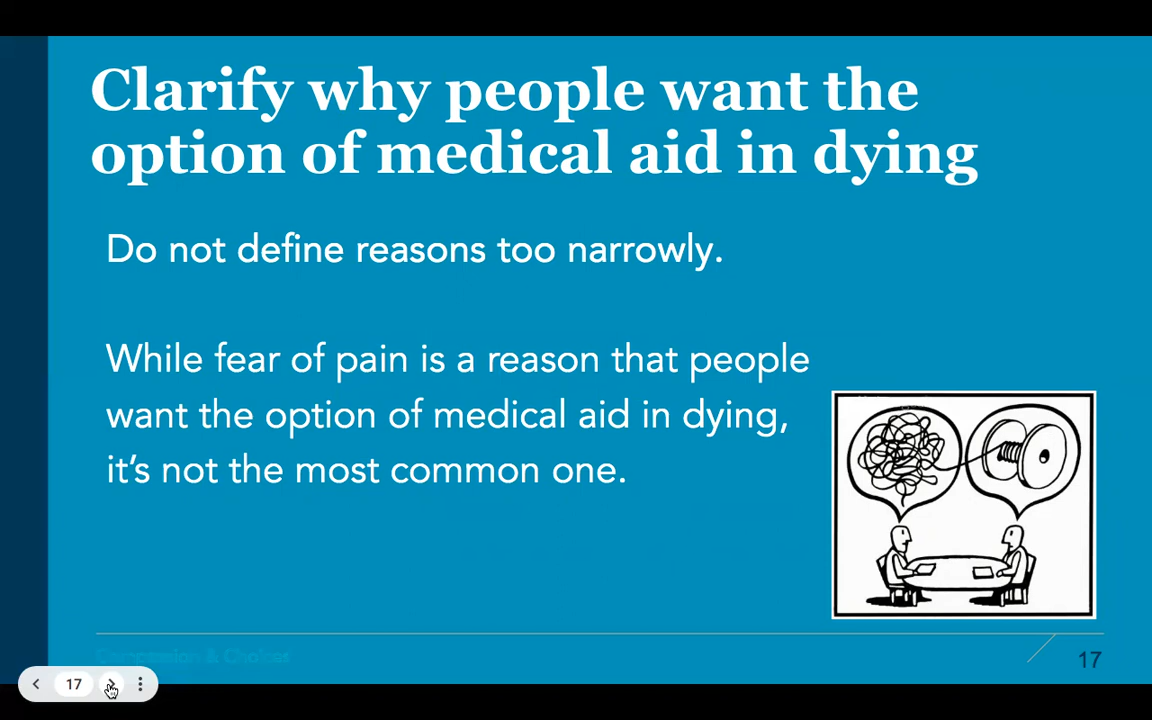 Clarify why people want the
option of medical aid in dying
Do not define reasons too narrowly.
While fear of pain is a reason that people
want the option of medical aid in dying,
it's not the most common one.
Compassion & Choices
17
17